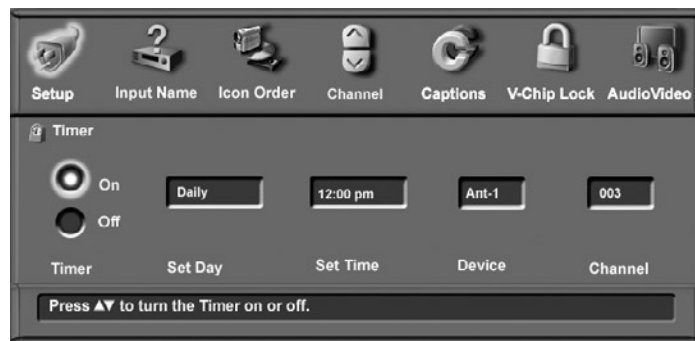 Setup Input Name Icon Order Channel Captions V-Chip Lock AudioVideo
Timer
On Daily 12:00 pm Ant-1 003
Off
Timer Set Day Set Time Device Channel
Press ▲▼ to turn the Timer on or off.